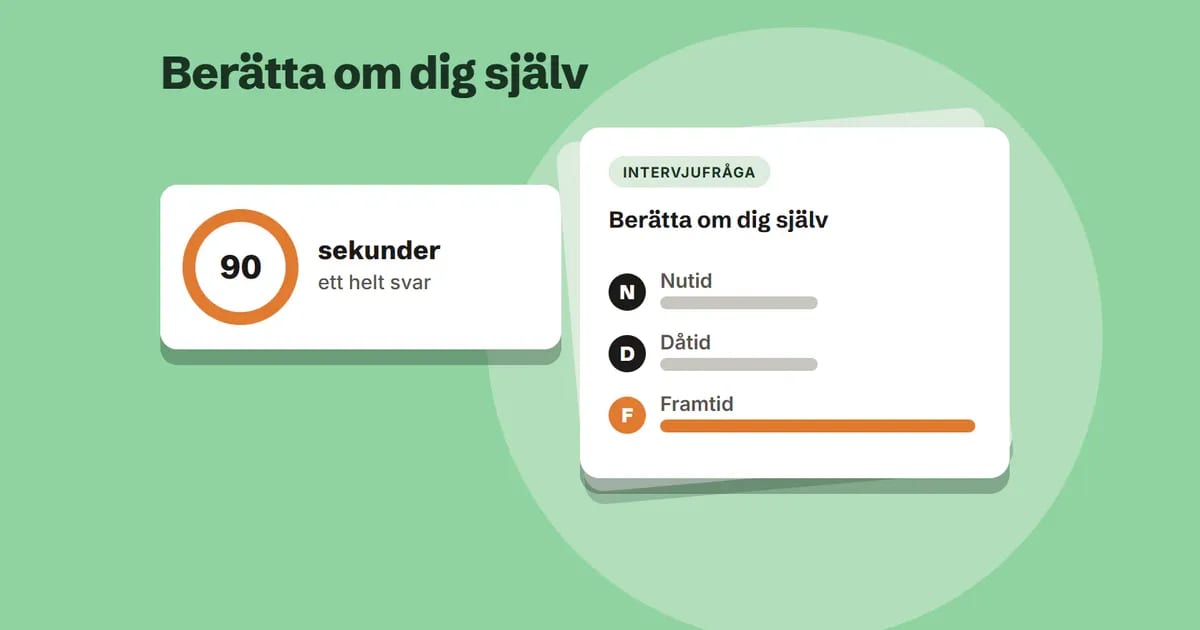 Berätta om dig själv
90
sekunder
ett helt svar
INTERVJUFRÅGA
Berätta om dig själv
N
Nutid
D
Dåtid
F
Framtid